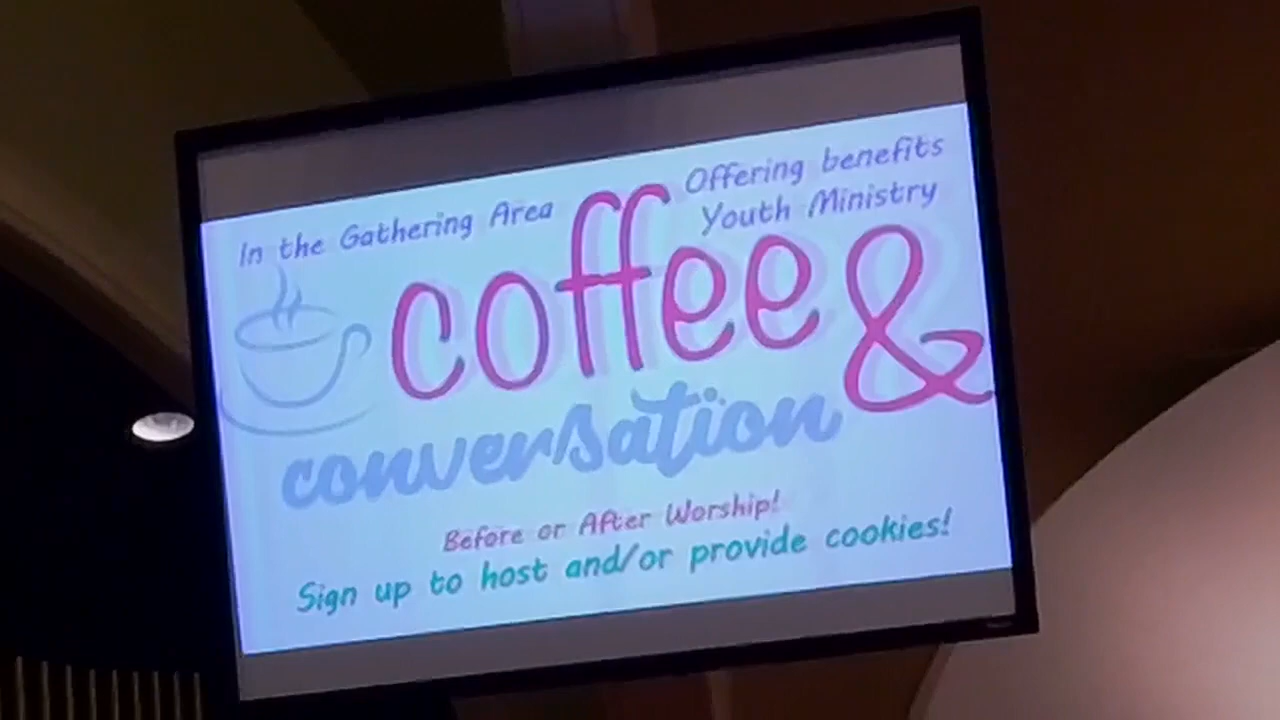 In the Gathering Area
Offering benefits
Youth Ministry
coffee &
conversation
Before or After Worship!
Sign up to host and/or provide cookies!